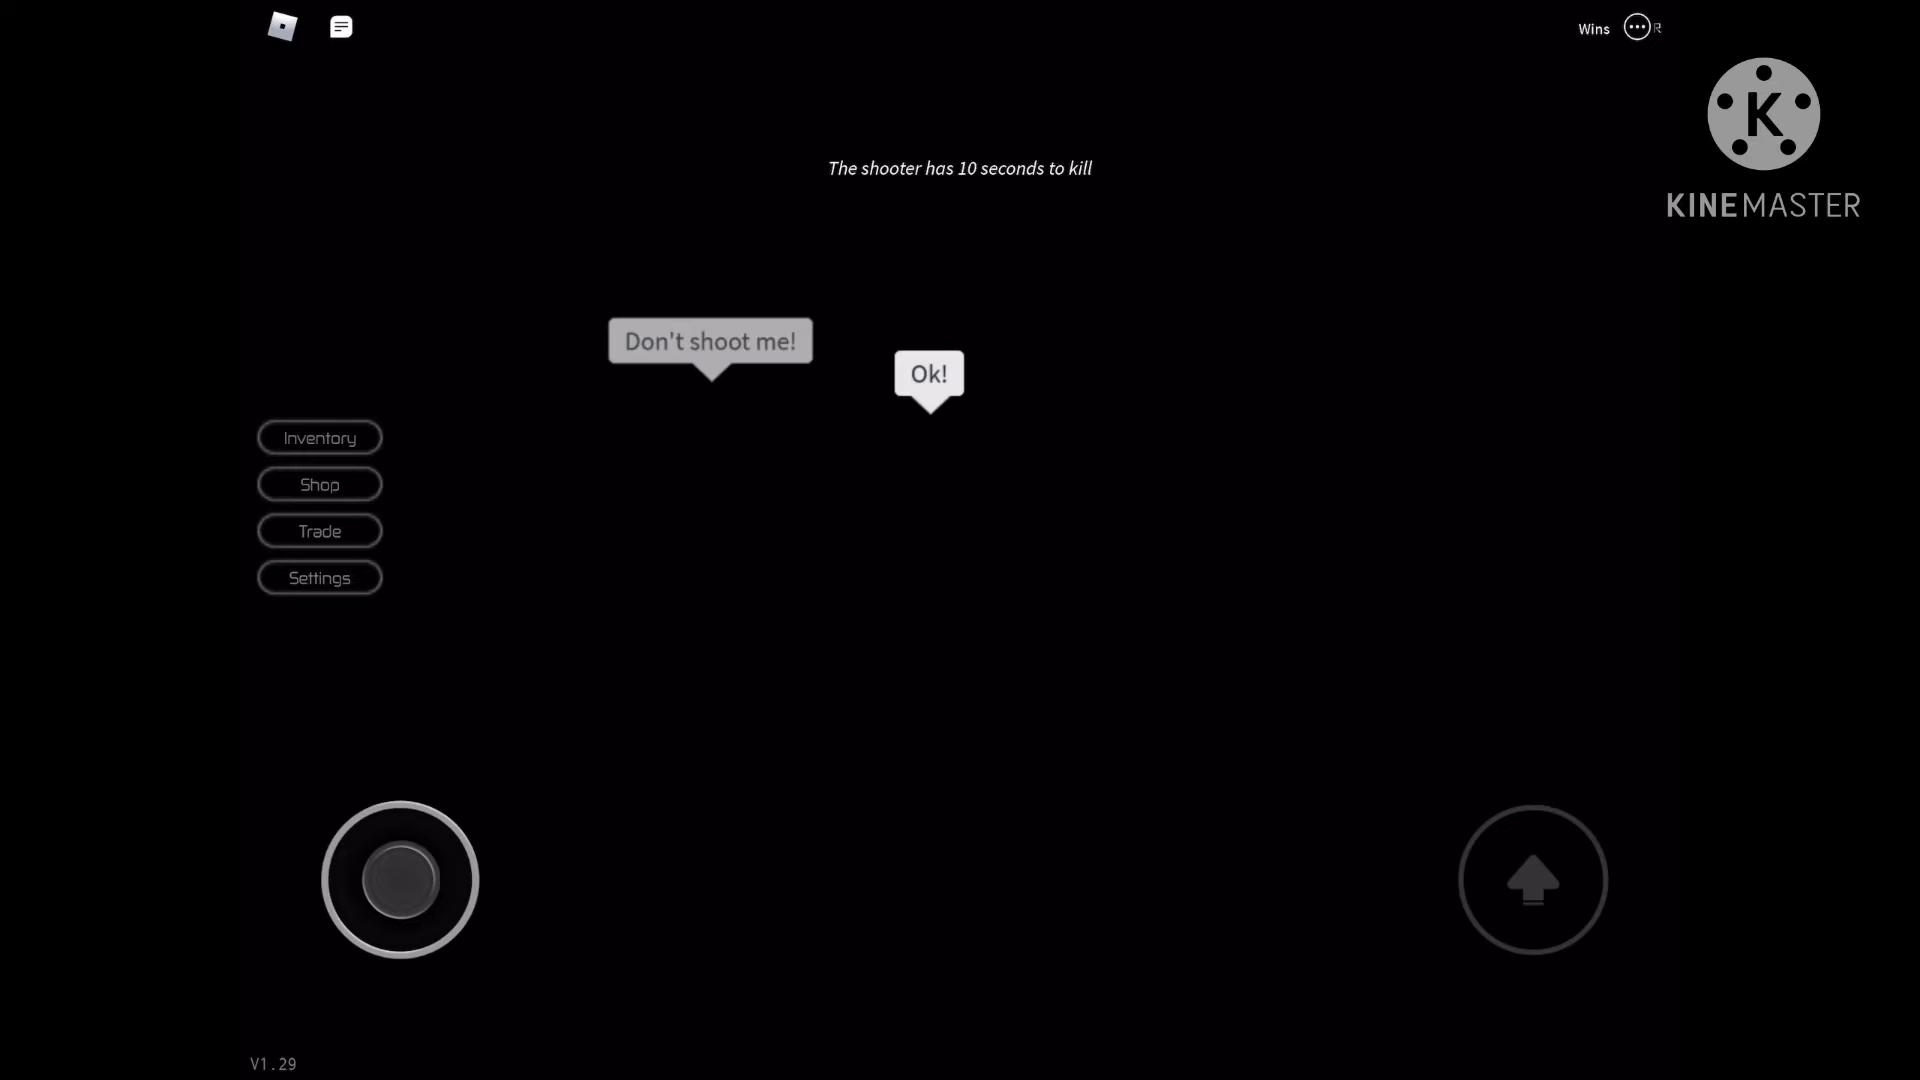 Wins
R
K
KINEMASTER
The shooter has 10 seconds to kill
Don't shoot me!
Ok!
Inventory
Shop
Trade
Settings
V1.29